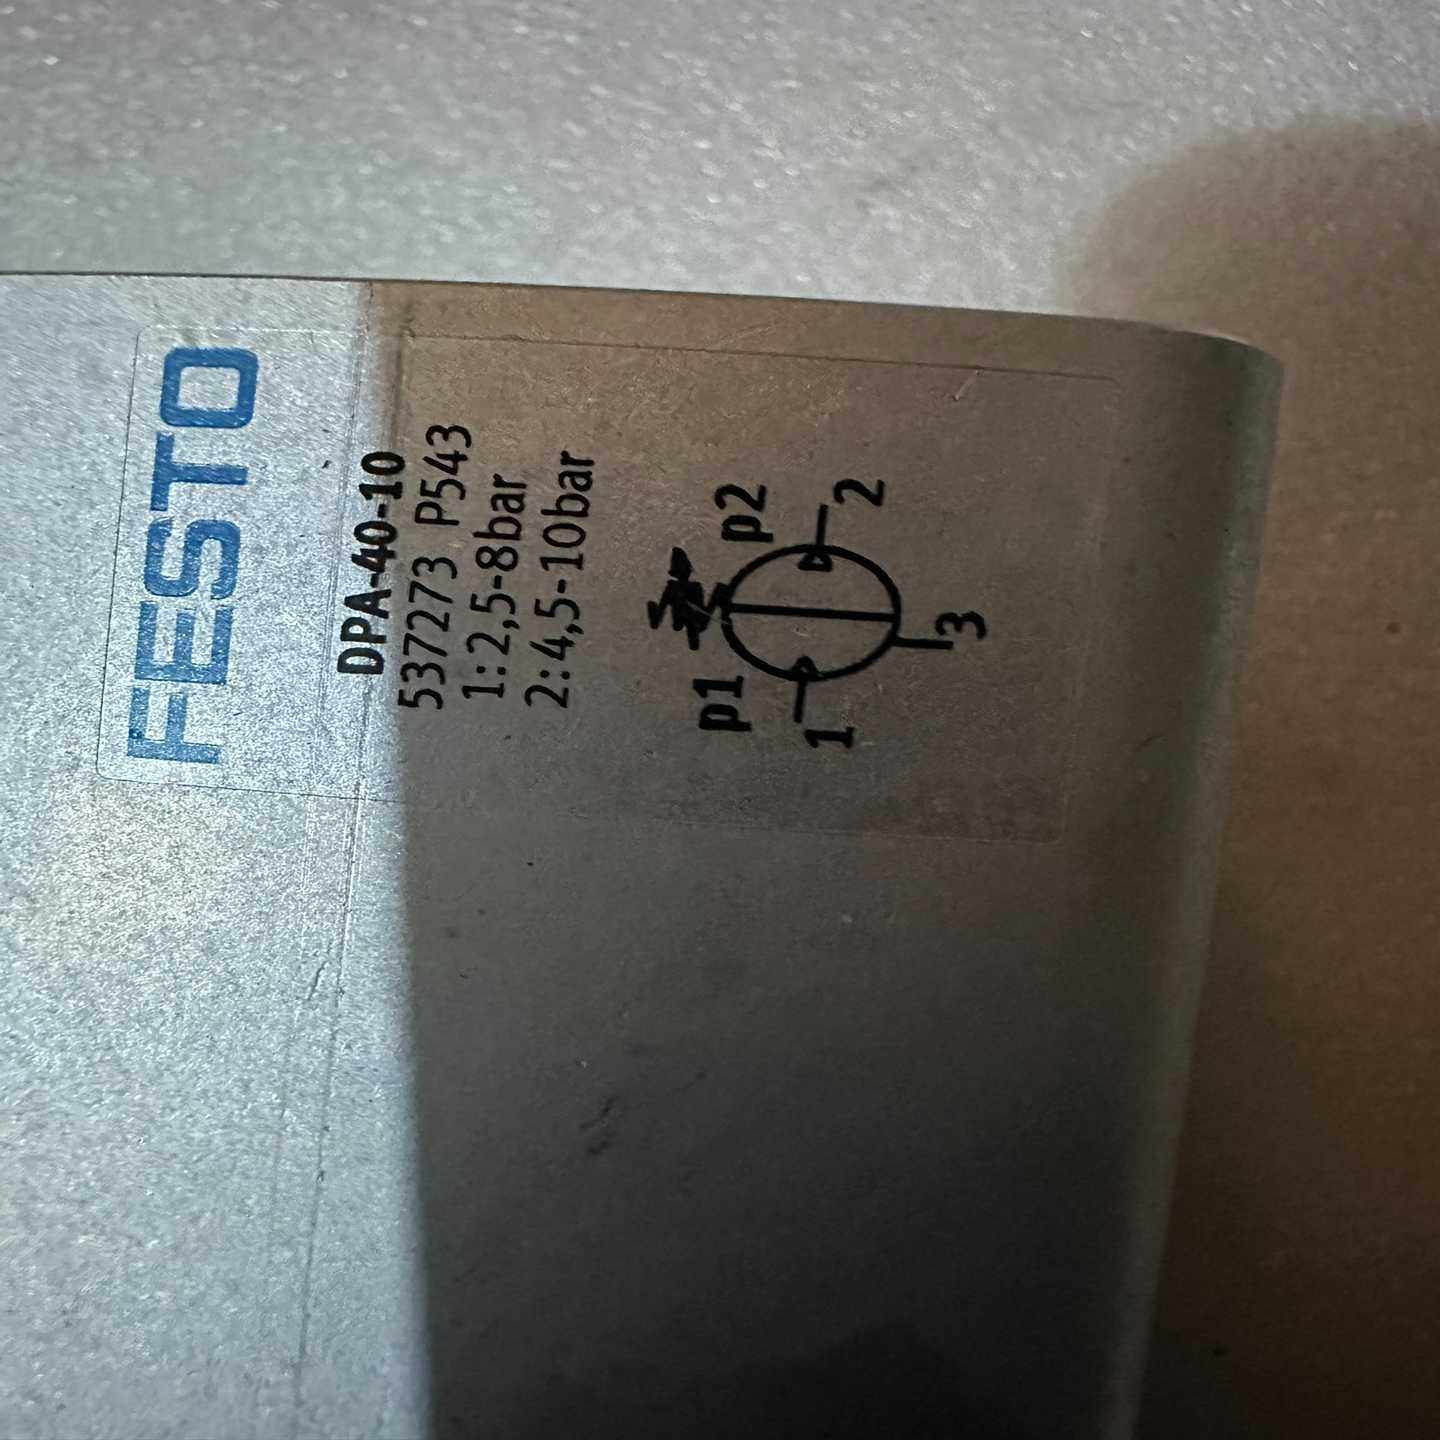 FESTO
DPA-40-10
537273 P543
1:2,5-8bar
2:4,5-10bar
p1 p2
1 2
3